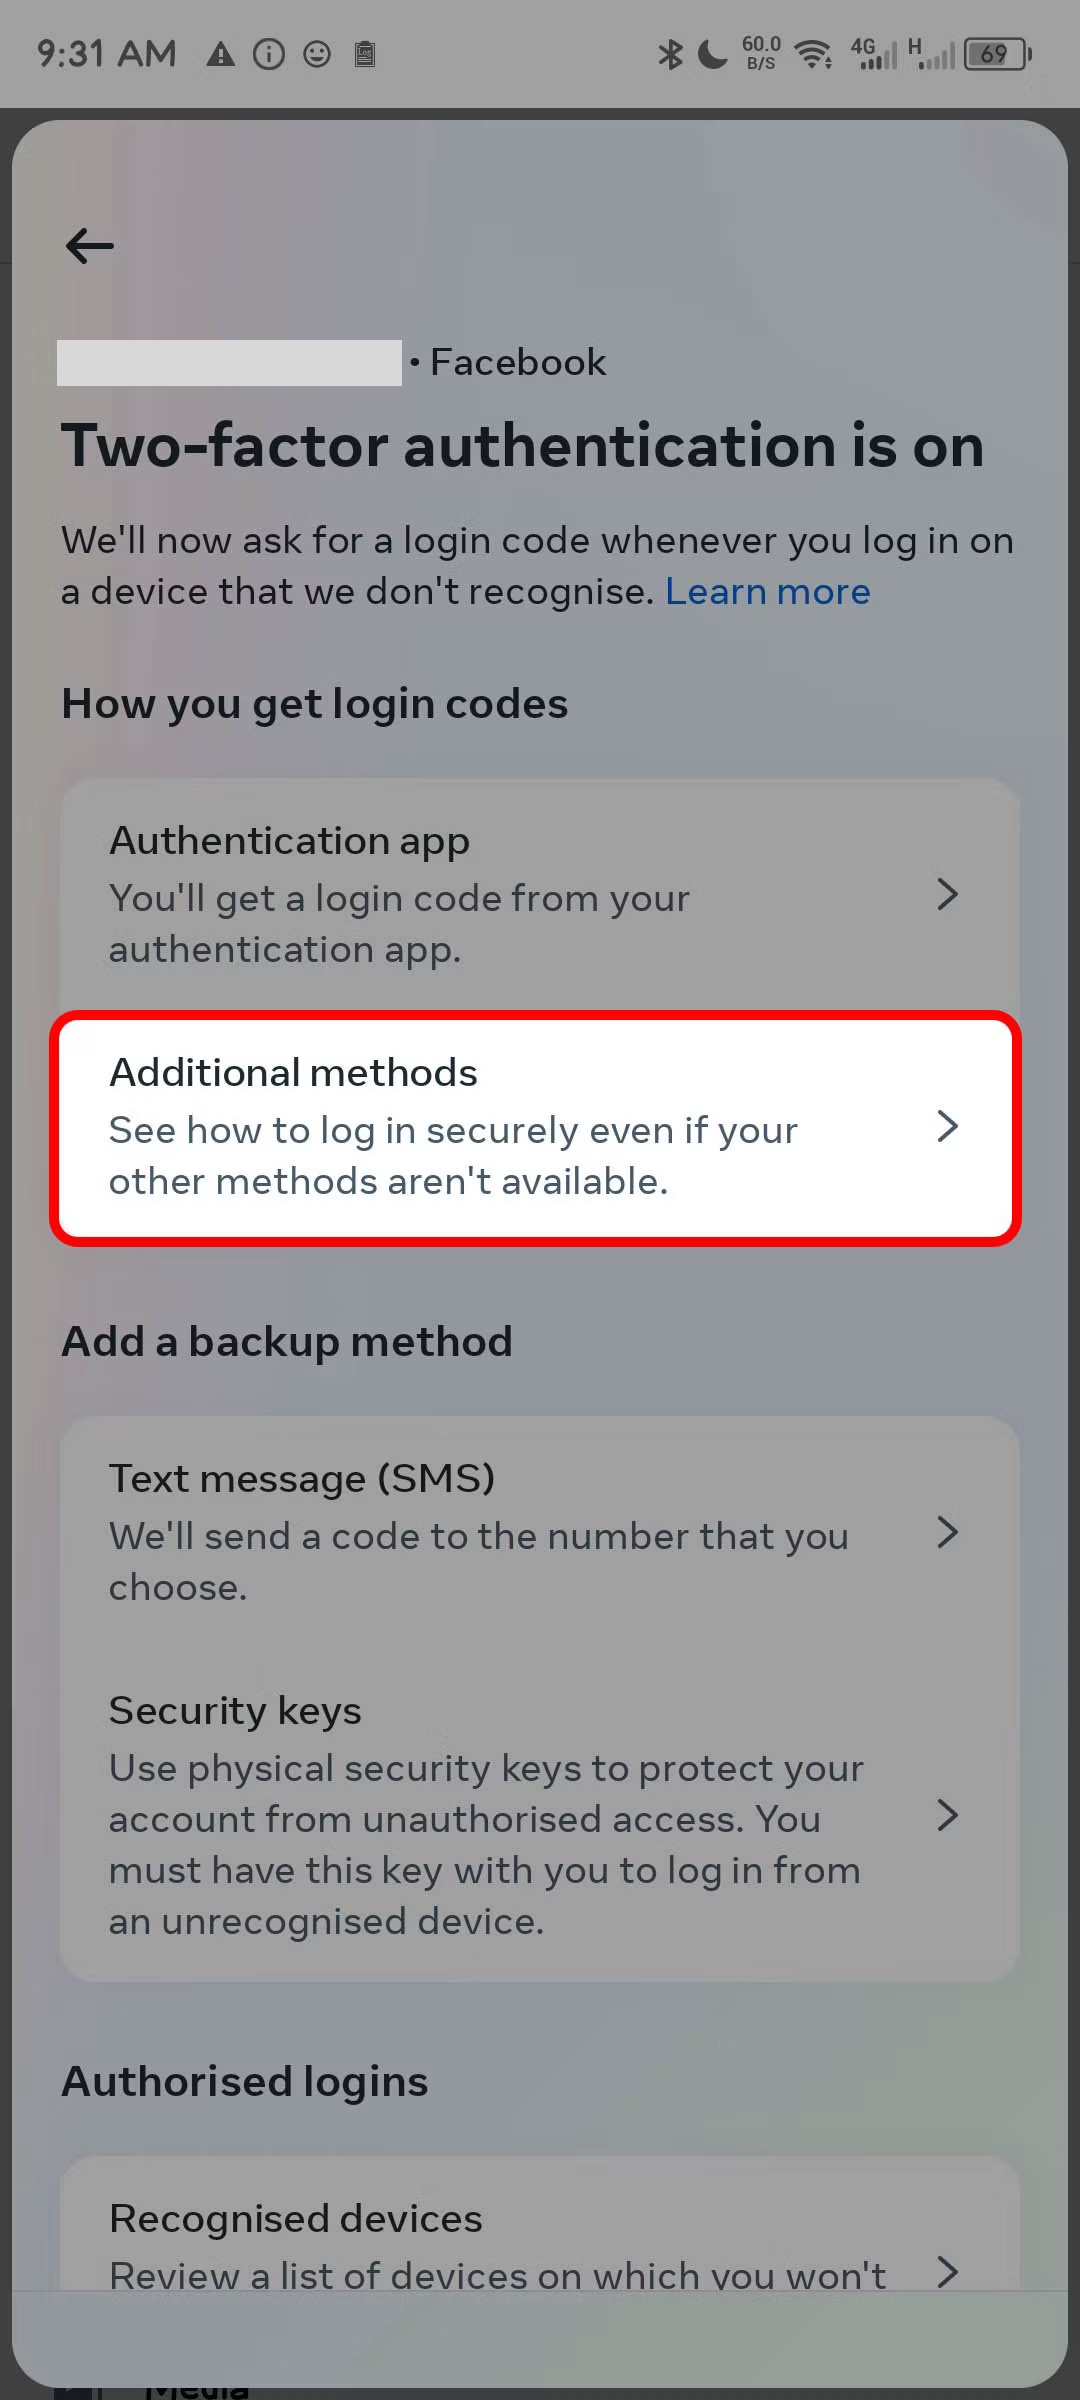 9:31 AM 60.0 B/S 4G H 69
• Facebook
Two-factor authentication is on
We'll now ask for a login code whenever you log in on
a device that we don't recognise. Learn more
How you get login codes
Authentication app
You'll get a login code from your
authentication app.
Additional methods
See how to log in securely even if your
other methods aren't available.
Add a backup method
Text message (SMS)
We'll send a code to the number that you
choose.
Security keys
Use physical security keys to protect your
account from unauthorised access. You
must have this key with you to log in from
an unrecognised device.
Authorised logins
Recognised devices
Review a list of devices on which you won't
Media